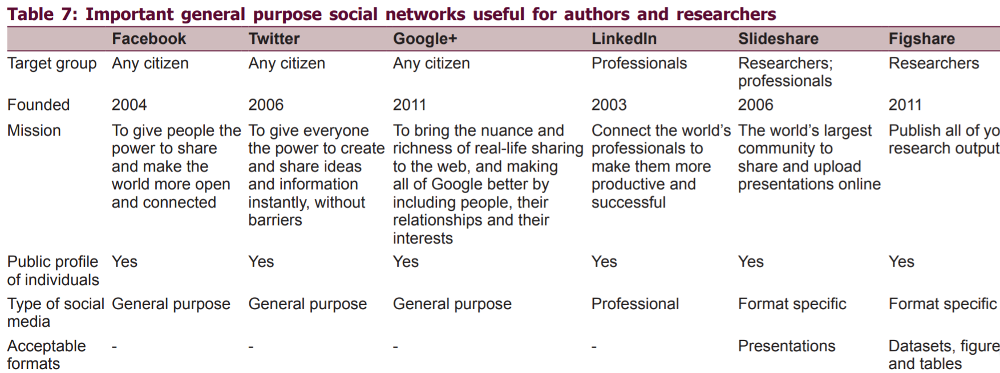 Table 7: Important general purpose social networks useful for authors and researchers
Facebook Twitter Google+ LinkedIn Slideshare Figshare
Target group Any citizen Any citizen Any citizen Professionals Researchers; Researchers
professionals
Founded 2004 2006 2011 2003 2006 2011
Mission To give people the To give everyone To bring the nuance and Connect the world’s The world’s largest Publish all of
power to share the power to create richness of real-life sharing professionals to community to research output
and make the and share ideas to the web, and making make them more share and upload
world more open and information all of Google better by productive and presentations online
and connected instantly, without including people, their successful
barriers relationships and their
interests
Public profile Yes Yes Yes Yes Yes Yes
of individuals
Type of social General purpose General purpose General purpose Professional Format specific Format specific
media
Acceptable - - - - Presentations Datasets, figure
formats and tables